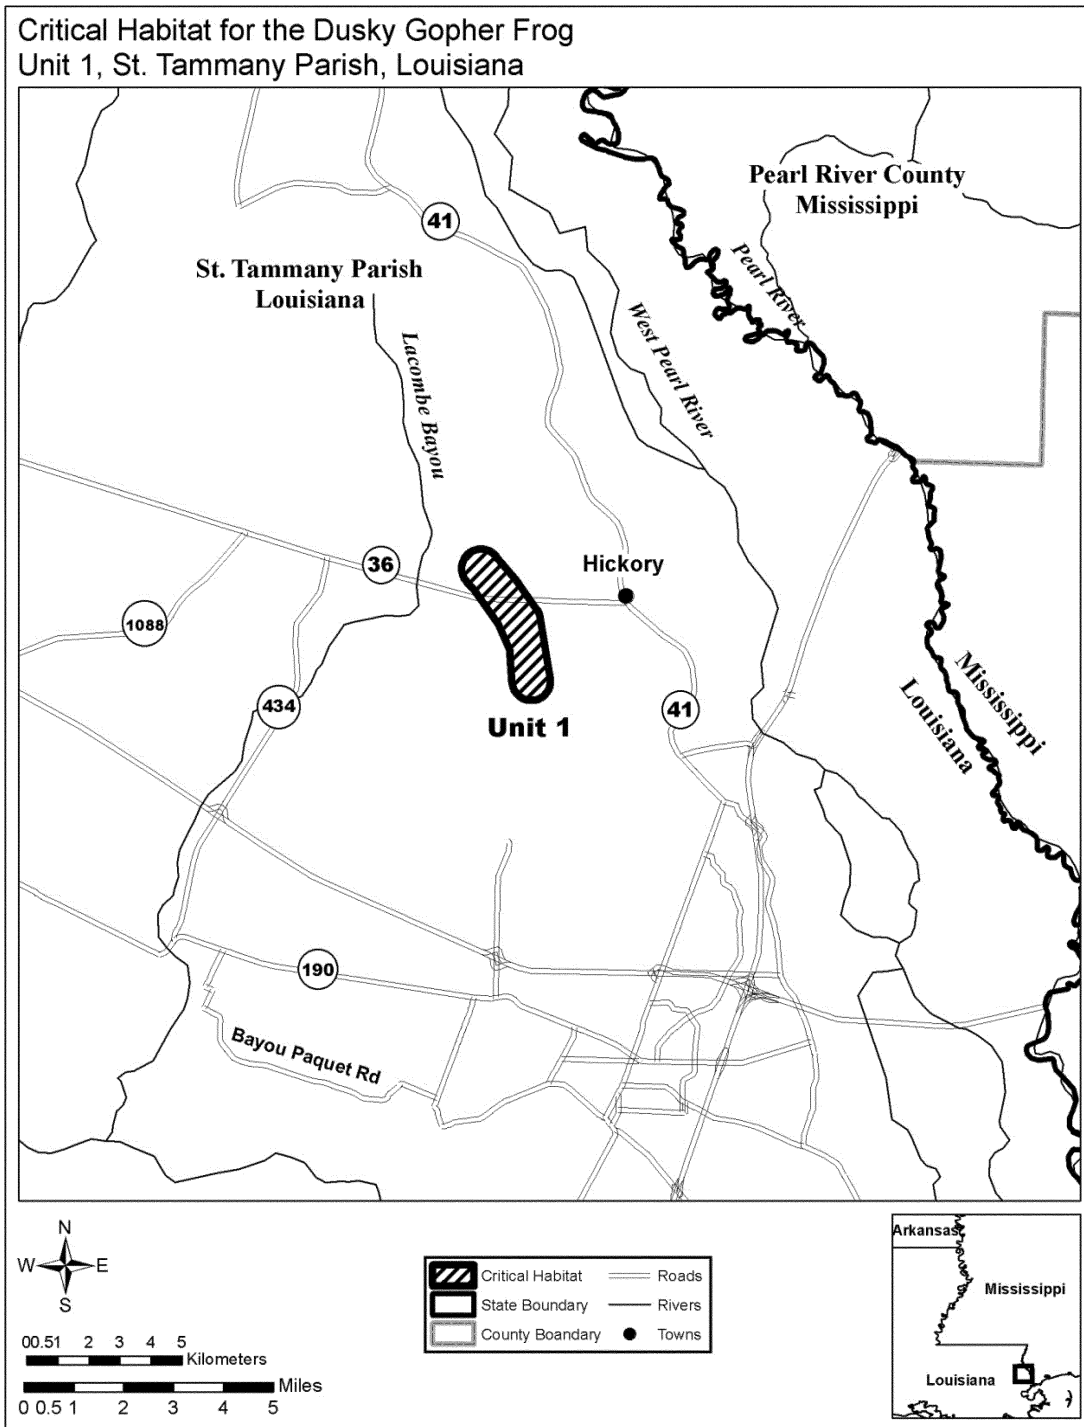 Critical Habitat for the Dusky Gopher Frog
Unit 1, St. Tammany Parish, Louisiana
Pearl River County
Mississippi
41
St. Tammany Parish
Louisiana
Pearl River
West Pearl River
Lacombe Bayou
36
Hickory
1088
434
Unit 1
41
Mississippi
Louisiana
190
Bayou Paquet Rd
N
W
E
S
00.51 2 3 4 5
Kilometers
Miles
0 0.5 1 2 3 4 5
Critical Habitat
Roads
State Boundary
Rivers
County Boundary
Towns
Arkansas
Mississippi
Louisiana